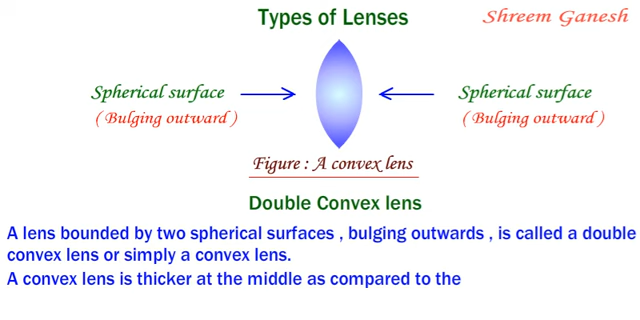 Types of Lenses
Shreem Ganesh
Spherical surface
( Bulging outward )
Spherical surface
( Bulging outward )
Figure : A convex lens
Double Convex lens
A lens bounded by two spherical surfaces , bulging outwards , is called a double
convex lens or simply a convex lens.
A convex lens is thicker at the middle as compared to the